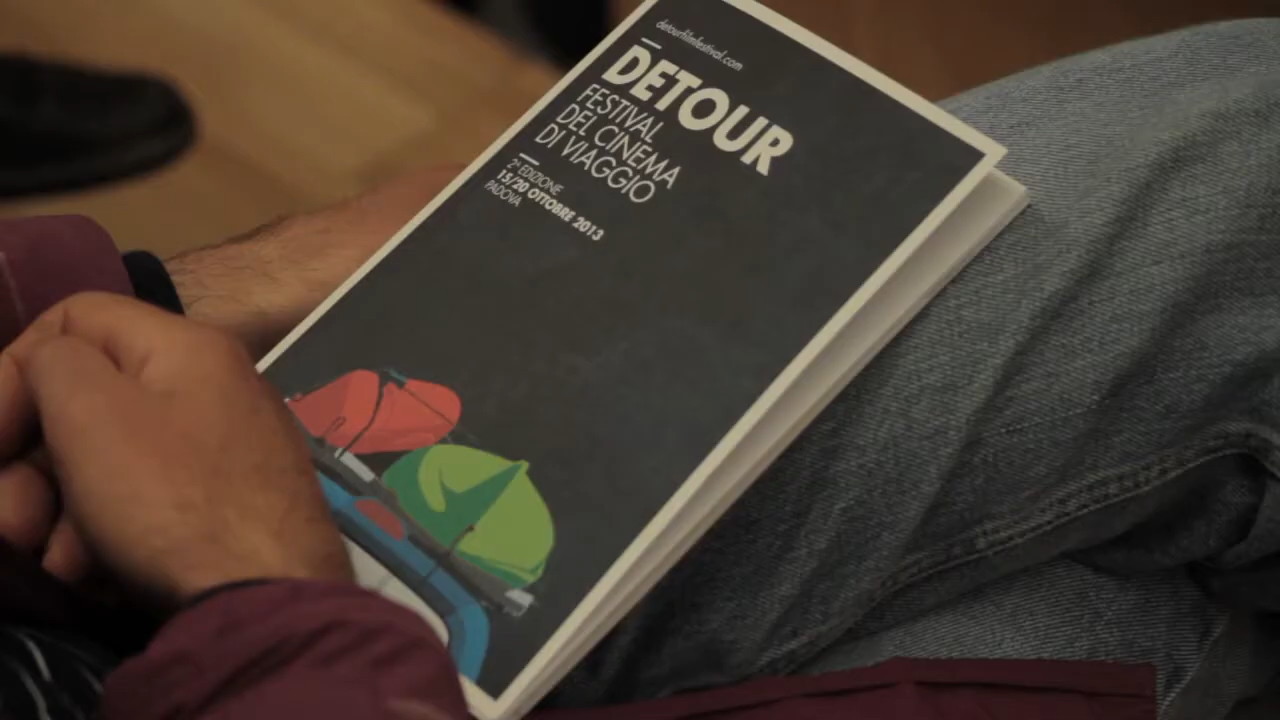 detourfilmfestival.com
DETOUR
FESTIVAL
DEL CINEMA
DI VIAGGIO
2ª EDIZIONE
15/20 OTTOBRE 2013
PADOVA